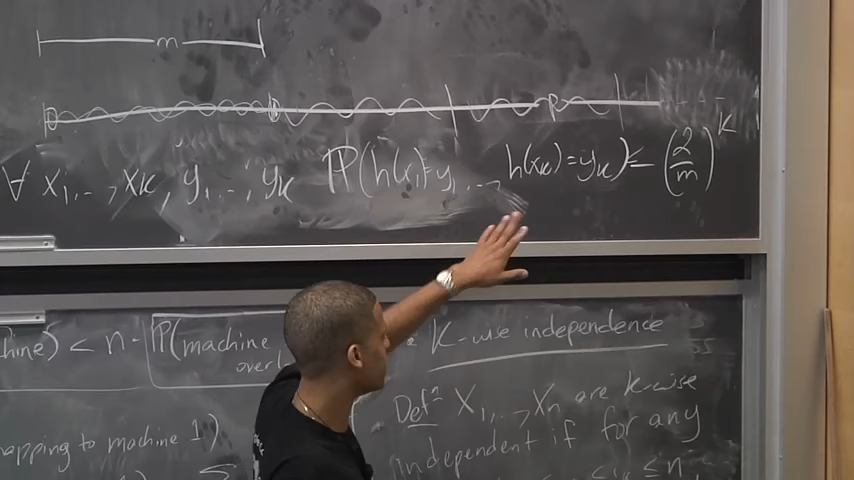 m
p
∀ x₁,..,xₖ, y₁,..,yₖ ℙ(h(x₁)=y₁,..,h(xₖ)=yₖ) ≤ (2/m)ᵏ
hine) < n · ℙ(machine
over
K-wise independence
Defⁿ X₁,..,Xₙ are k-wise
independent if for any
apping to machine 1)
≤ n